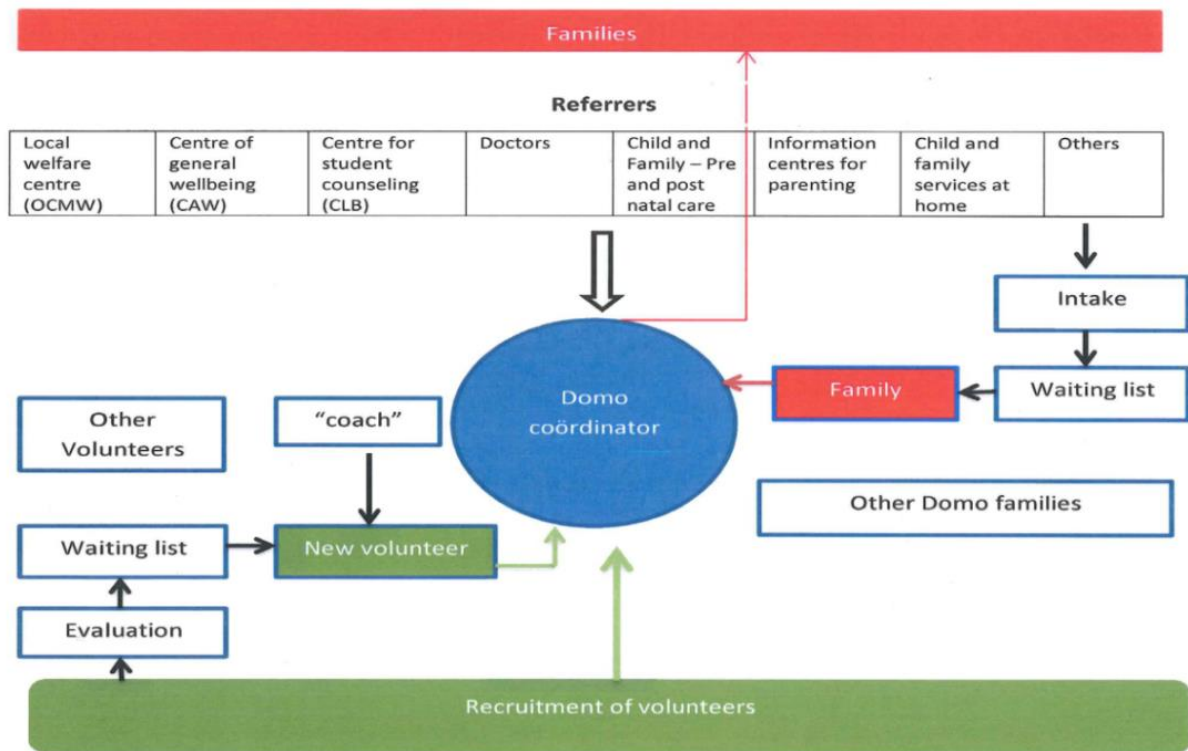 Families
Referrers
Local
welfare
centre
(OCMW)
Centre of
general
wellbeing
(CAW)
Centre for
student
counseling
(CLB)
Doctors
Child and
Family – Pre
and post
natal care
Information
centres for
parenting
Child and
family
services at
home
Others
Intake
Waiting list
Family
Domo
coördinator
Other Domo families
Other
Volunteers
“coach”
Waiting list
New volunteer
Evaluation
Recruitment of volunteers